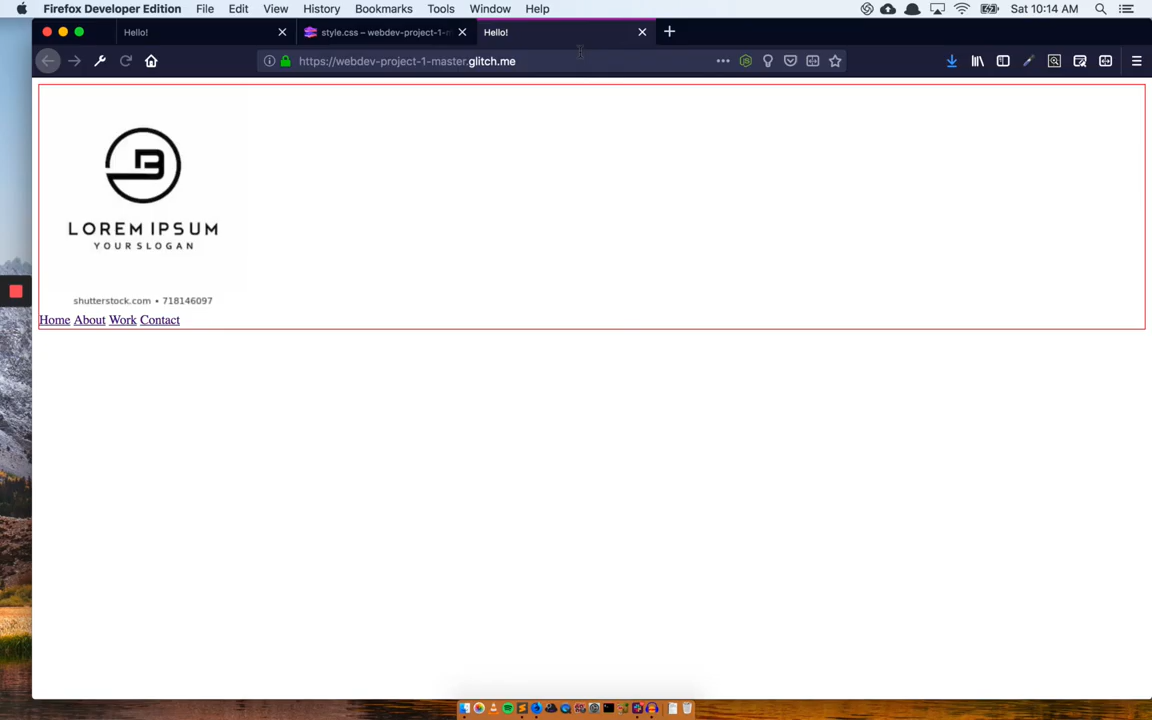 Firefox Developer Edition File Edit View History Bookmarks Tools Window Help Sat 10:14 AM
Hello! style.css – webdev-project-1-m Hello!
https://webdev-project-1-master.glitch.me
B
LOREM IPSUM
YOUR SLOGAN
shutterstock.com • 718146097
Home About Work Contact